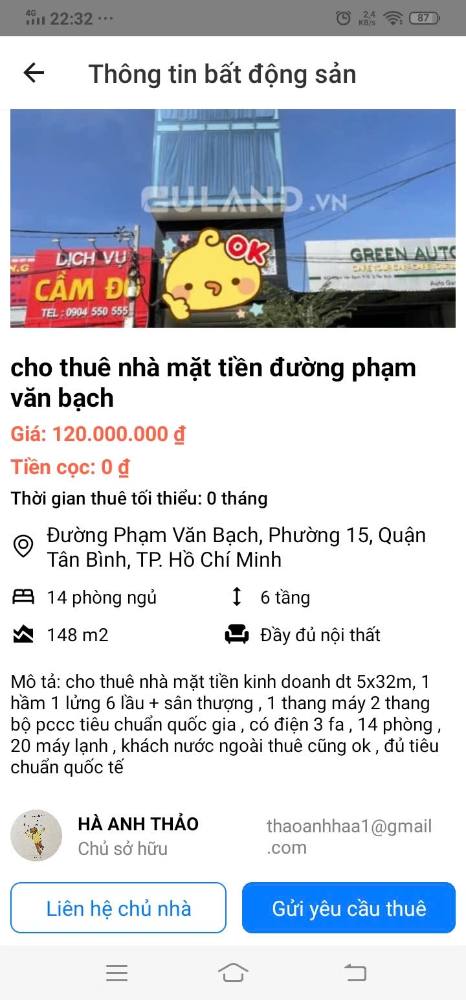 4G 22:32 ...
2,4 KB/s 87
Thông tin bất động sản
GULAND.VN
OK
DỊCH VỤ
GREEN AUTO
N.G
CẦM ĐỒ
Auto Ga
TEL : 0904 550 555
cho thuê nhà mặt tiền đường phạm
văn bạch
Giá: 120.000.000 ₫
Tiền cọc: 0 ₫
Thời gian thuê tối thiểu: 0 tháng
Đường Phạm Văn Bạch, Phường 15, Quận
Tân Bình, TP. Hồ Chí Minh
14 phòng ngủ
6 tầng
148 m2
Đầy đủ nội thất
Mô tả: cho thuê nhà mặt tiền kinh doanh dt 5x32m, 1
hầm 1 lửng 6 lầu + sân thượng , 1 thang máy 2 thang
bộ pccc tiêu chuẩn quốc gia , có điện 3 fa , 14 phòng ,
20 máy lạnh , khách nước ngoài thuê cũng ok , đủ tiêu
chuẩn quốc tế
HÀ ANH THẢO
Chủ sở hữu
thaoanhhaa1@gmail
.com
Liên hệ chủ nhà
Gửi yêu cầu thuê